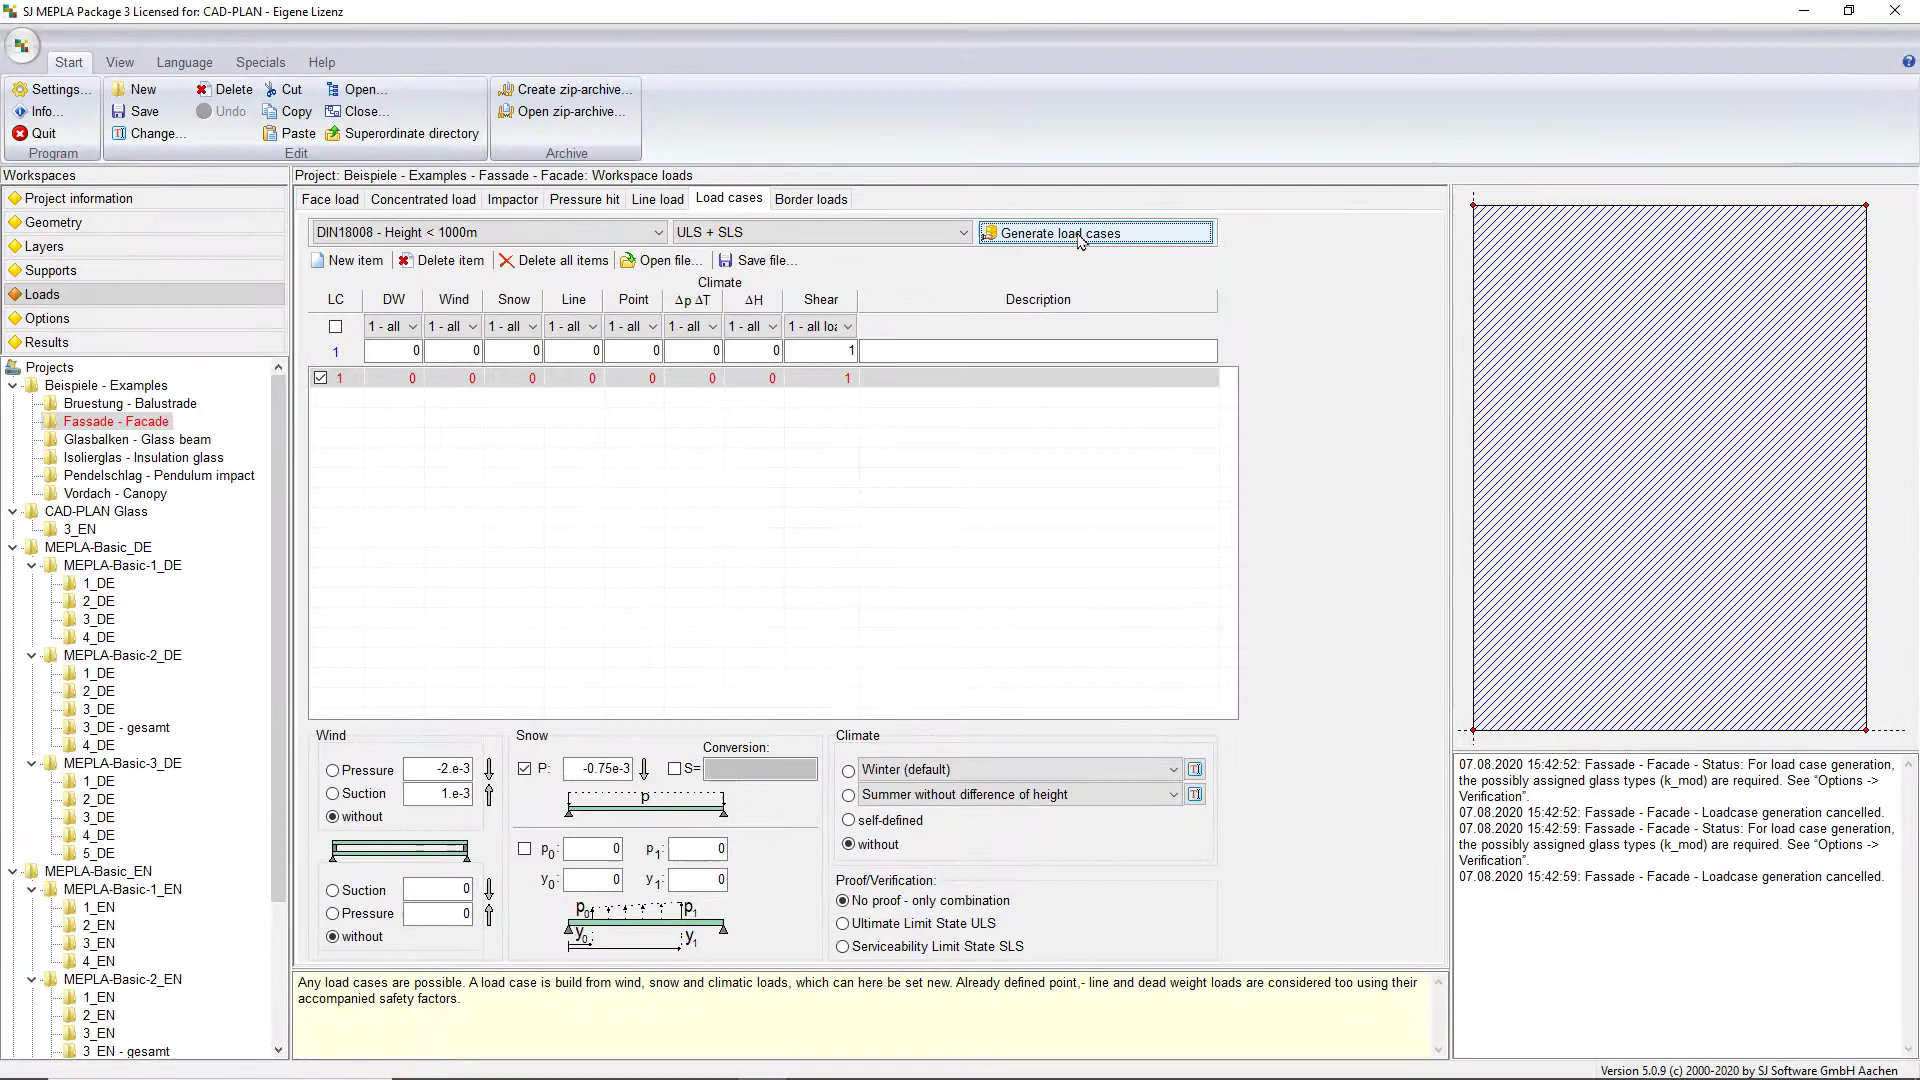 SJ MEPLA Package 3 Licensed for: CAD-PLAN - Eigene Lizenz
Start View Language Specials Help
Settings... New Delete Cut Open... Create zip-archive...
Info... Save Undo Copy Close... Open zip-archive...
Quit Change... Paste Superordinate directory
Program Edit Archive
Workspaces
Project information
Geometry
Layers
Supports
Loads
Options
Results
Projects
Beispiele - Examples
Bruestung - Balustrade
Fassade - Facade
Glasbalken - Glass beam
Isolierglas - Insulation glass
Pendelschlag - Pendulum impact
Vordach - Canopy
CAD-PLAN Glass
3_EN
MEPLA-Basic_DE
MEPLA-Basic-1_DE
1_DE
2_DE
3_DE
4_DE
MEPLA-Basic-2_DE
1_DE
2_DE
3_DE
3_DE - gesamt
4_DE
MEPLA-Basic-3_DE
1_DE
2_DE
3_DE
4_DE
5_DE
MEPLA-Basic_EN
MEPLA-Basic-1_EN
1_EN
2_EN
3_EN
4_EN
MEPLA-Basic-2_EN
1_EN
2_EN
3_EN
3_EN - gesamt
Project: Beispiele - Examples - Fassade - Facade: Workspace loads
Face load Concentrated load Impactor Pressure hit Line load Load cases Border loads
DIN18008 - Height < 1000m ULS + SLS Generate load cases
New item Delete item Delete all items Open file... Save file...
Climate
LC DW Wind Snow Line Point Δp ΔT ΔH Shear Description
1 - all 1 - all 1 - all 1 - all 1 - all 1 - all 1 - all 1 - all loa
1 0 0 0 0 0 0 0 1
1 0 0 0 0 0 0 0 1
Wind
Pressure -2.e-3
Suction 1.e-3
without
Suction 0
Pressure 0
without
Snow
Conversion:
P: -0.75e-3 S=
p
p0: 0 p1: 0
y0: 0 y1: 0
p0 p1
y0 y1
Climate
Winter (default)
Summer without difference of height
self-defined
without
Proof/Verification:
No proof - only combination
Ultimate Limit State ULS
Serviceability Limit State SLS
Any load cases are possible. A load case is build from wind, snow and climatic loads, which can here be set new. Already defined point,- line and dead weight loads are considered too using their
accompanied safety factors.
07.08.2020 15:42:52: Fassade - Facade - Status: For load case generation,
the possibly assigned glass types (k_mod) are required. See "Options ->
Verification".
07.08.2020 15:42:52: Fassade - Facade - Loadcase generation cancelled.
07.08.2020 15:42:59: Fassade - Facade - Status: For load case generation,
the possibly assigned glass types (k_mod) are required. See "Options ->
Verification".
07.08.2020 15:42:59: Fassade - Facade - Loadcase generation cancelled.
Version 5.0.9 (c) 2000-2020 by SJ Software GmbH Aachen